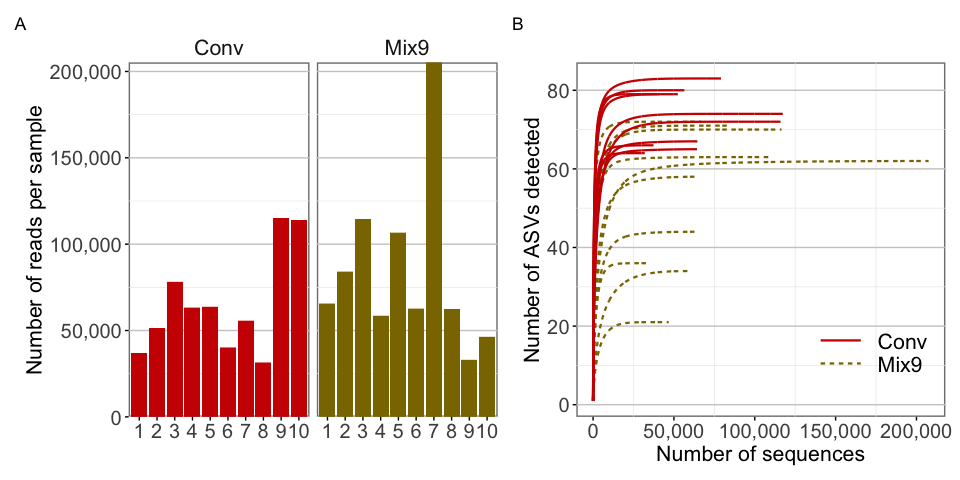 A
Conv Mix9
Number of reads per sample
200,000
150,000
100,000
50,000
0
1 2 3 4 5 6 7 8 9 10 1 2 3 4 5 6 7 8 9 10
B
Number of ASVs detected
80
60
40
20
0
Conv
Mix9
0 50,000 100,000 150,000 200,000
Number of sequences